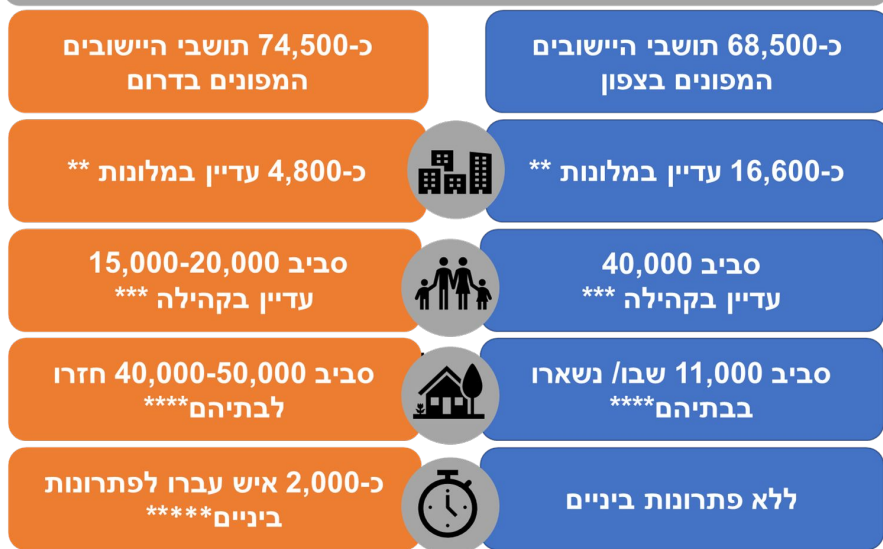 כ-68,500 תושבי היישובים
המפונים בצפון
כ-74,500 תושבי היישובים
המפונים בדרום
כ-16,600 עדיין במלונות **
כ-4,800 עדיין במלונות **
סביב 40,000
עדיין בקהילה ***
סביב 15,000-20,000
עדיין בקהילה ***
סביב 11,000 שבו/ נשארו
בבתיהם****
סביב 40,000-50,000 חזרו
לבתיהם****
ללא פתרונות ביניים
כ-2,000 איש עברו לפתרונות
ביניים*****